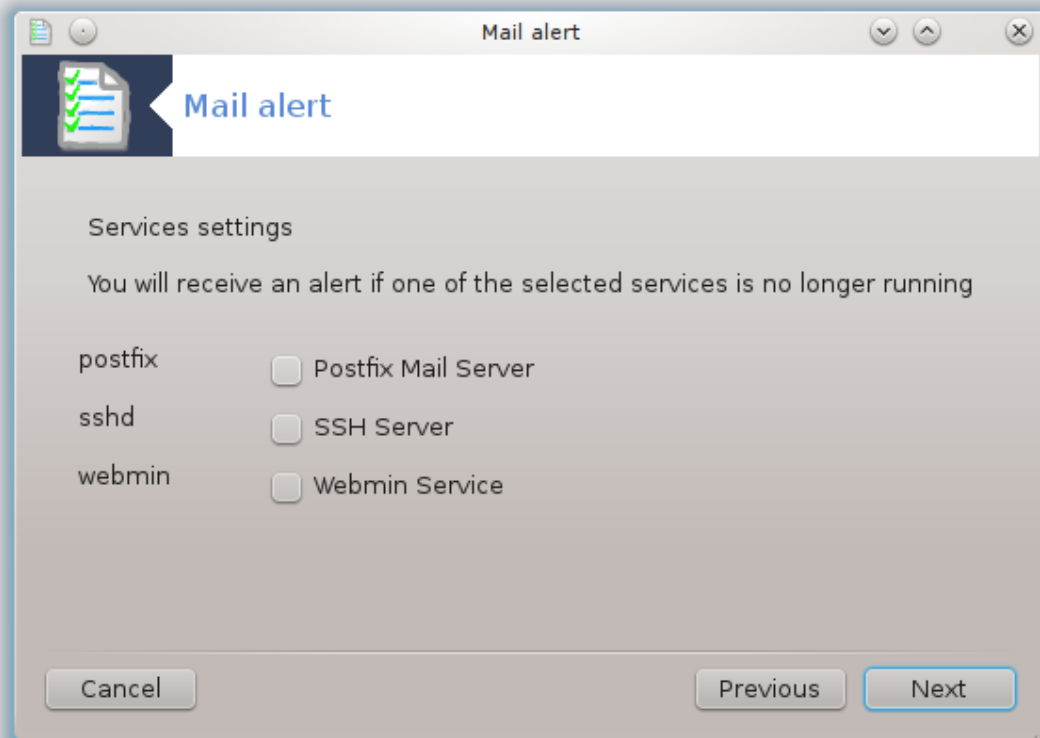 Mail alert
Mail alert
Services settings
You will receive an alert if one of the selected services is no longer running
postfix Postfix Mail Server
sshd SSH Server
webmin Webmin Service
Cancel Previous Next